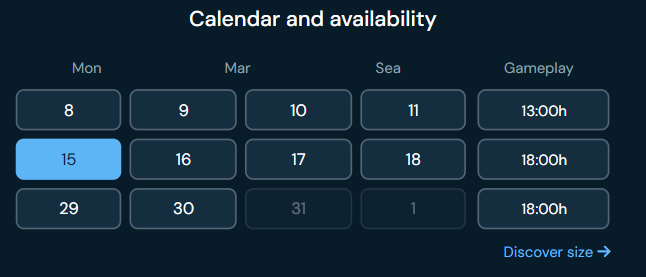 Calendar and availability
Mon Mar Sea Gameplay
8 9 10 11 13:00h
15 16 17 18 18:00h
29 30 31 1 18:00h
Discover size →